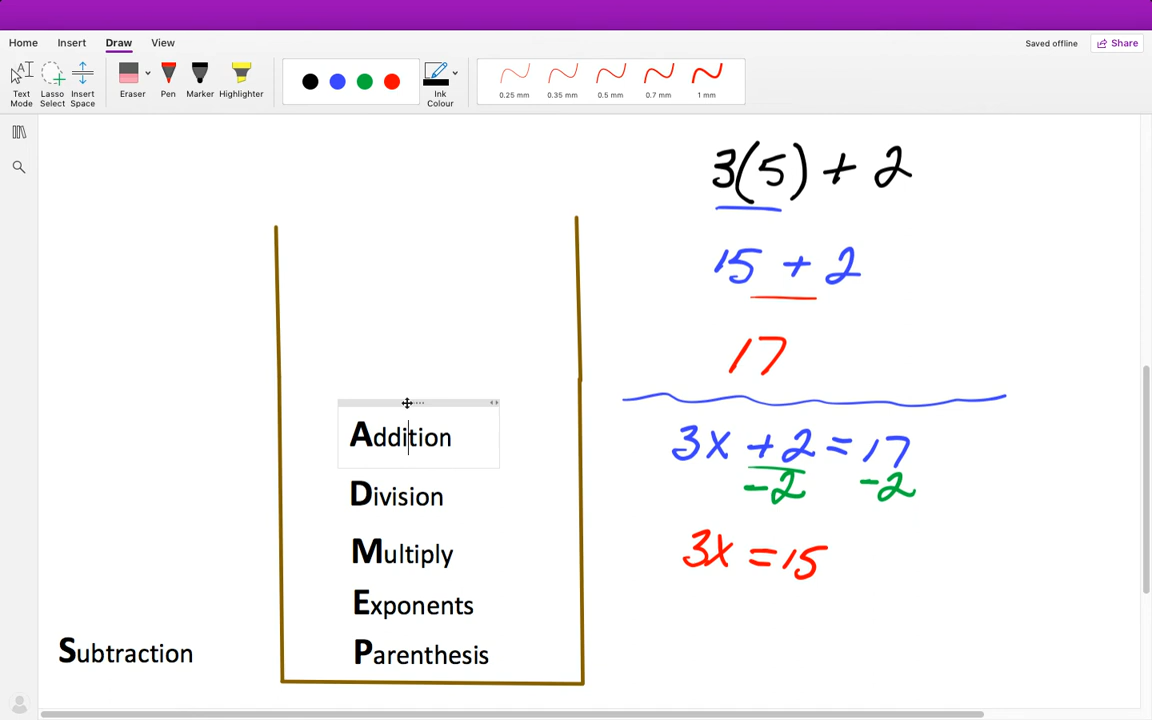 Home Insert Draw View
Saved offline Share
Text Mode
Lasso Select
Insert Space
Eraser
Pen
Marker
Highlighter
Ink Colour
0.25 mm 0.35 mm 0.5 mm 0.7 mm 1 mm
3(5) + 2
15 + 2
17
3x + 2 = 17
-2 -2
3x = 15
Addition
Division
Multiply
Exponents
Parenthesis
Subtraction